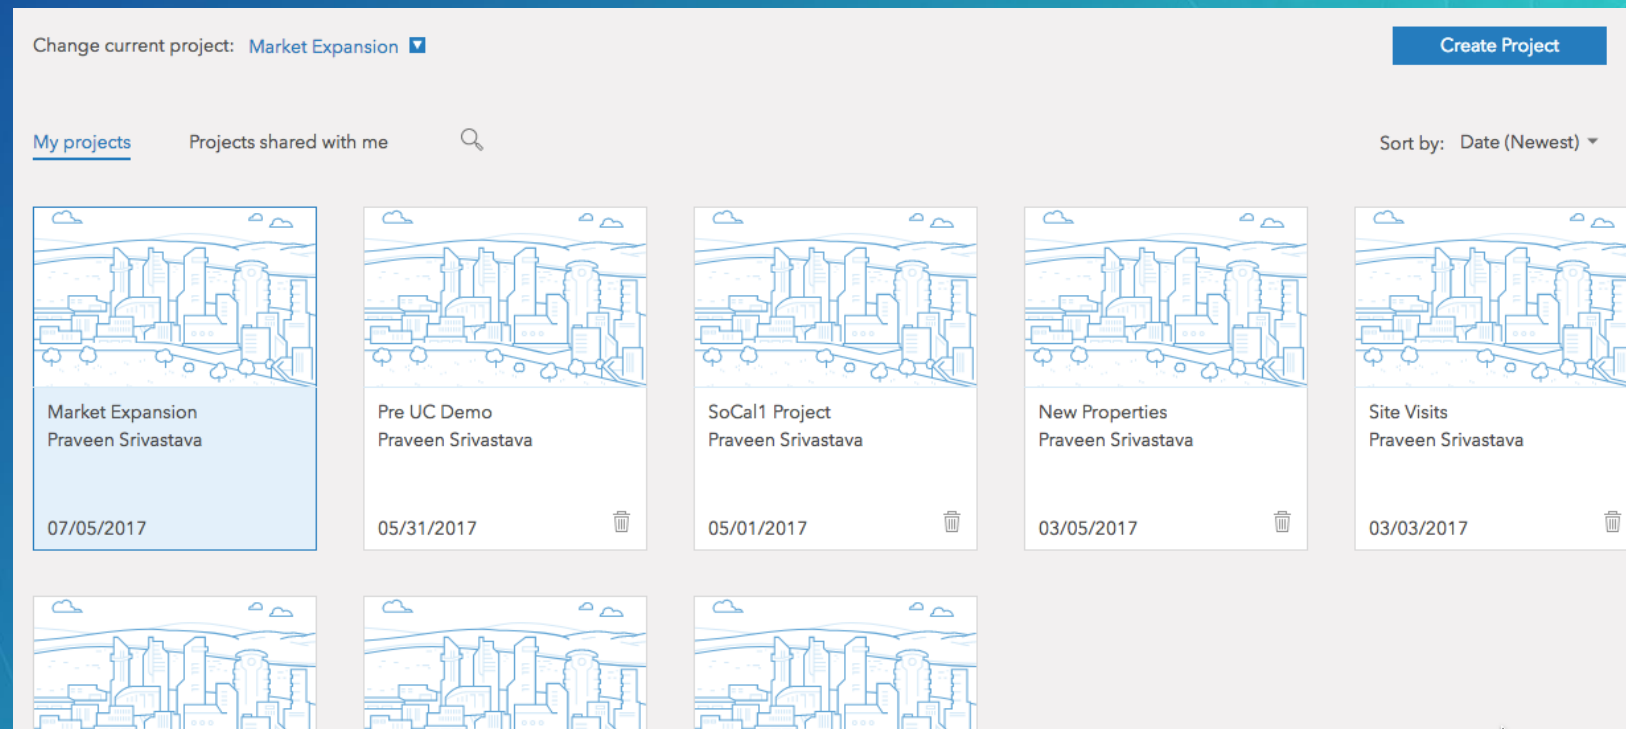 Change current project: Market Expansion
Create Project
My projects
Projects shared with me
Sort by: Date (Newest)
Market Expansion
Praveen Srivastava
07/05/2017
Pre UC Demo
Praveen Srivastava
05/31/2017
SoCal1 Project
Praveen Srivastava
05/01/2017
New Properties
Praveen Srivastava
03/05/2017
Site Visits
Praveen Srivastava
03/03/2017